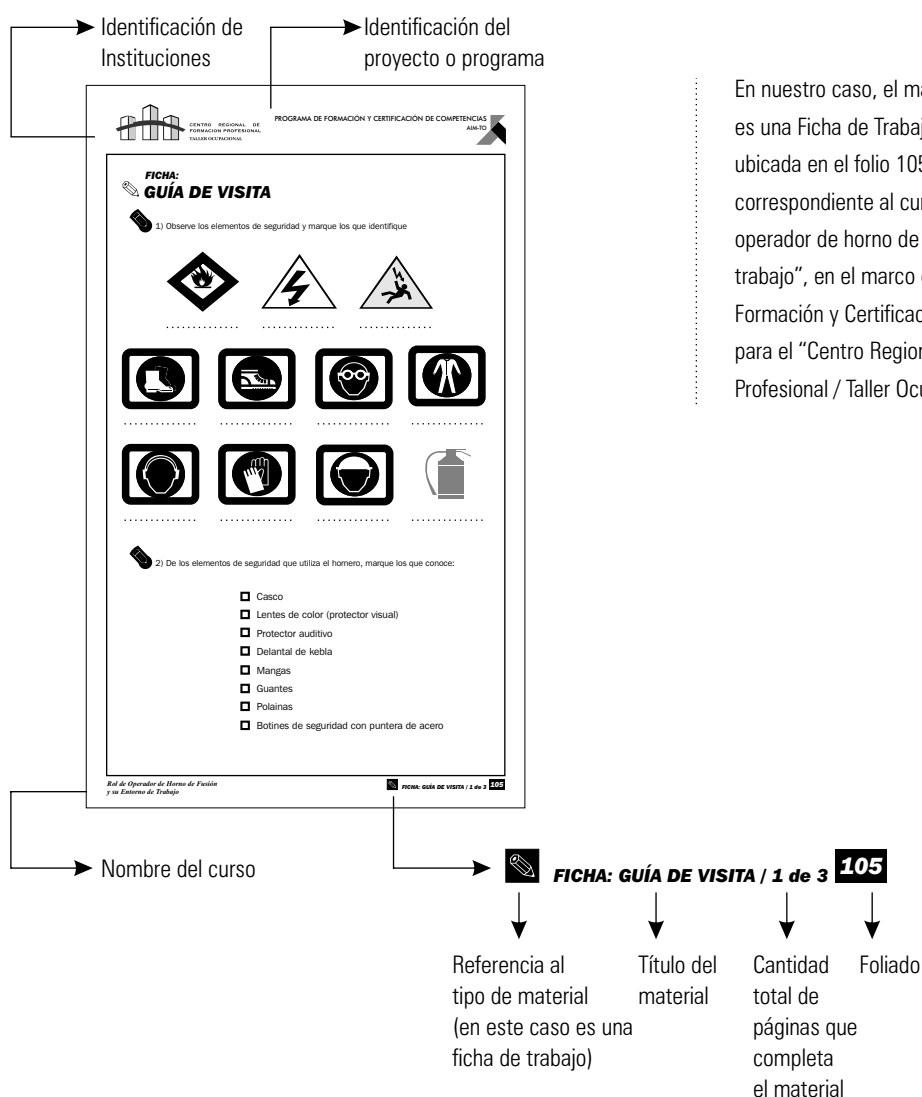 Identificación de
Instituciones
Identificación del
proyecto o programa
CENTRO REGIONAL DE
FORMACION PROFESIONAL
TALLER OCUPACIONAL
PROGRAMA DE FORMACIÓN Y CERTIFICACIÓN DE COMPETENCIAS
AIM-TO
FICHA:
GUÍA DE VISITA
1) Observe los elementos de seguridad y marque los que identifique
2) De los elementos de seguridad que utiliza el hornero, marque los que conoce:
Casco
Lentes de color (protector visual)
Protector auditivo
Delantal de kebla
Mangas
Guantes
Polainas
Botines de seguridad con puntera de acero
Rol de Operador de Horno de Fusión
y su Entorno de Trabajo
FICHA: GUÍA DE VISITA / 1 de 3 105
En nuestro caso, el ma
es una Ficha de Trabaj
ubicada en el folio 105
correspondiente al cur
operador de horno de
trabajo”, en el marco
Formación y Certificac
para el “Centro Region
Profesional / Taller Ocu
Nombre del curso
FICHA: GUÍA DE VISITA / 1 de 3 105
Referencia al
tipo de material
(en este caso es una
ficha de trabajo)
Título del
material
Cantidad
total de
páginas que
completa
el material
Foliado